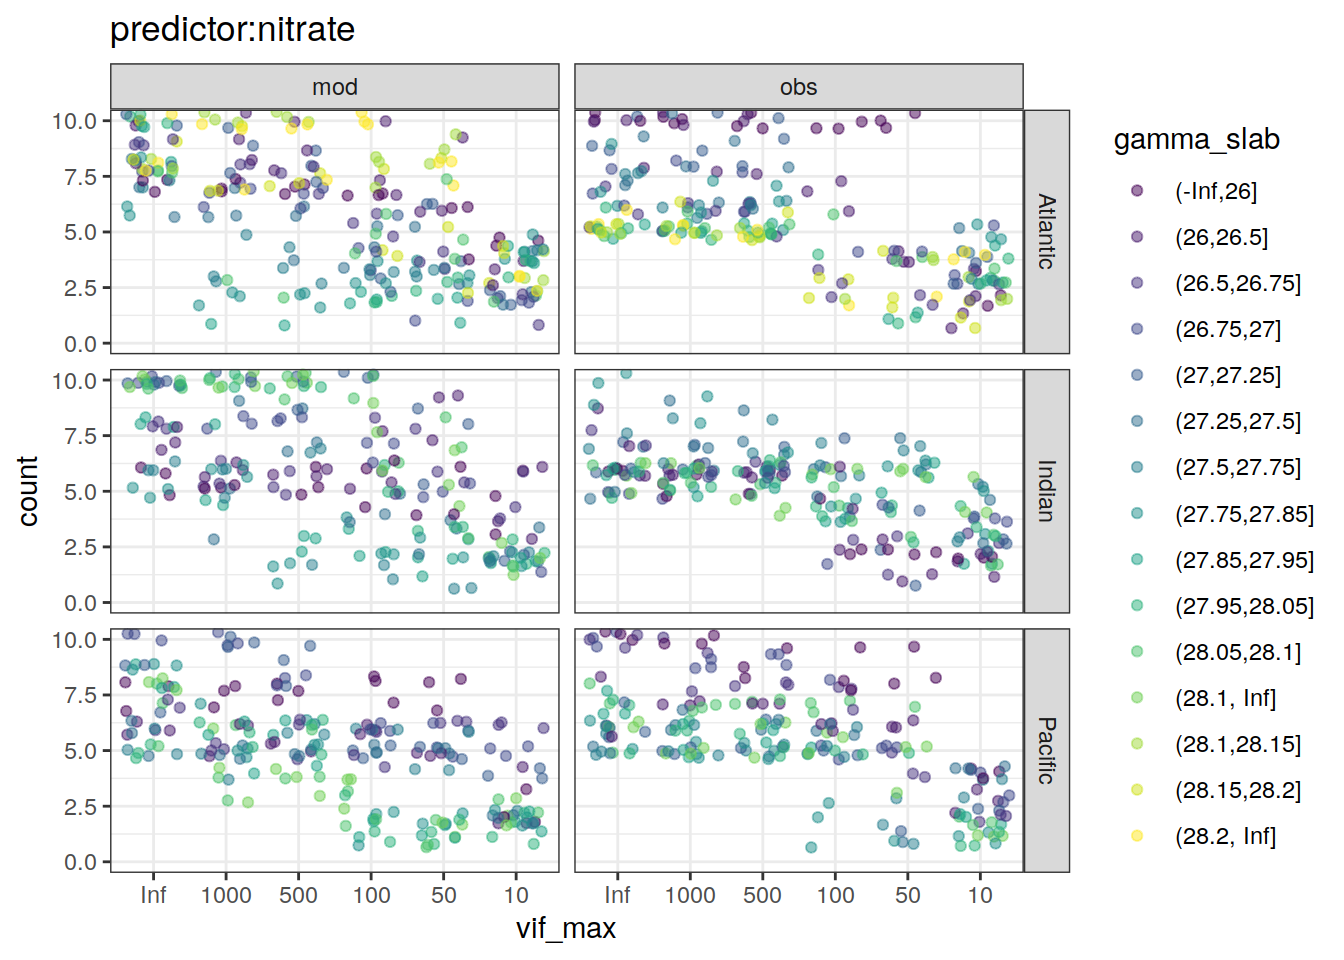 predictor:nitrate
mod
obs
10.0
7.5
5.0
2.5
0.0
Atlantic
10.0
7.5
5.0
2.5
0.0
Indian
10.0
7.5
5.0
2.5
0.0
Pacific
count
Inf
1000
500
100
50
10
Inf
1000
500
100
50
10
vif_max
gamma_slab
(-Inf,26]
(26,26.5]
(26.5,26.75]
(26.75,27]
(27,27.25]
(27.25,27.5]
(27.5,27.75]
(27.75,27.85]
(27.85,27.95]
(27.95,28.05]
(28.05,28.1]
(28.1, Inf]
(28.1,28.15]
(28.15,28.2]
(28.2, Inf]